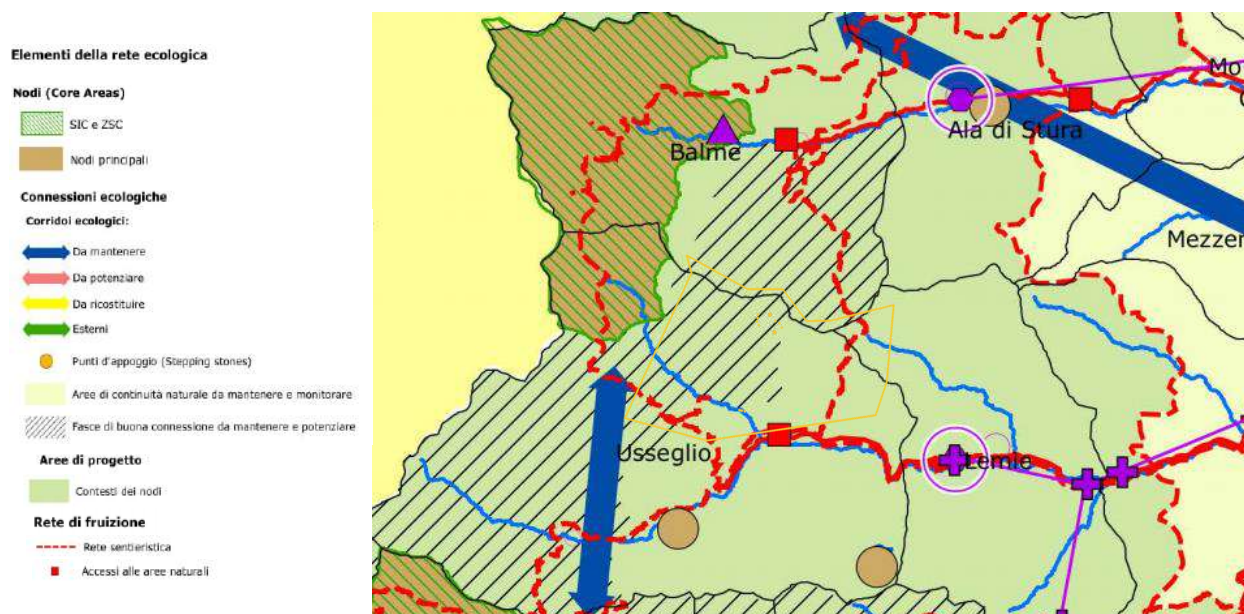 Elementi della rete ecologica
Nodi (Core Areas)
SIC e ZSC
Nodi principali
Connessioni ecologiche
Corridoi ecologici:
Da mantenere
Da potenziare
Da ricostituire
Esterni
Punti d'appoggio (Stepping stones)
Aree di continuità naturale da mantenere e monitorare
Fasce di buona connessione da mantenere e potenziare
Aree di progetto
Contesti dei nodi
Rete di fruizione
Rete sentieristica
Accessi alle aree naturali
Mo
Ala di Stura
Balme
Mezzer
Usseglio
Lemie